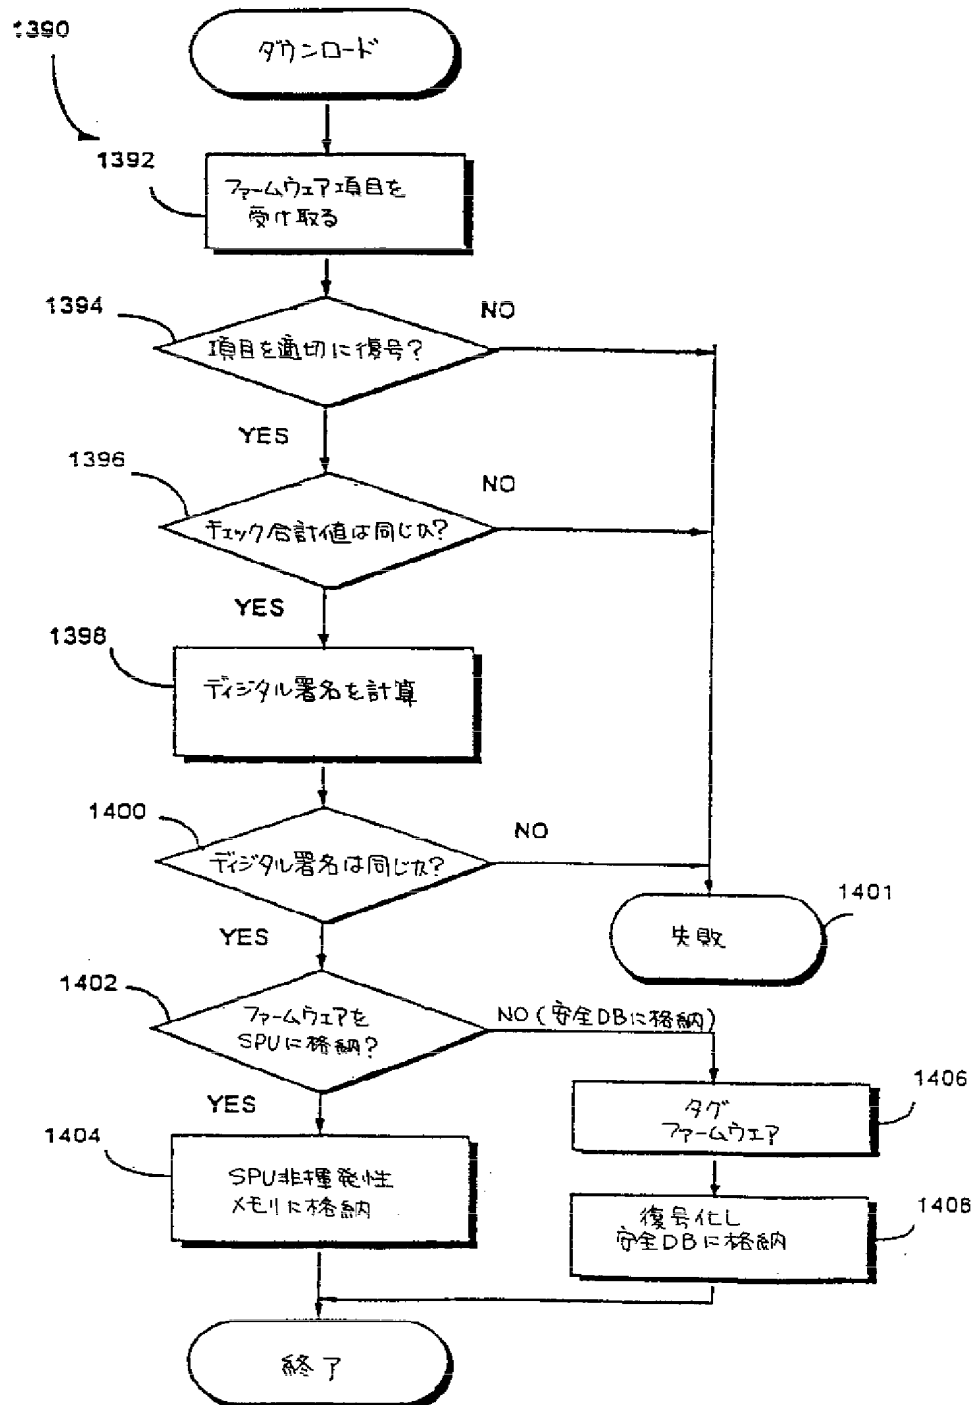 1390
ダウンロード
1392
ファームウェア項目を
受け取る
1394
項目を適切に復号?
NO
YES
1396
チェック合計値は同じか?
NO
YES
1398
ディジタル署名を計算
1400
ディジタル署名は同じか?
NO
YES
失敗
1401
1402
ファームウェアを
SPUに格納?
NO(安全DBに格納)
YES
タグ
ファームウェア
1406
1404
SPU非揮発性
メモリに格納
復号化し
安全DBに格納
1408
終了